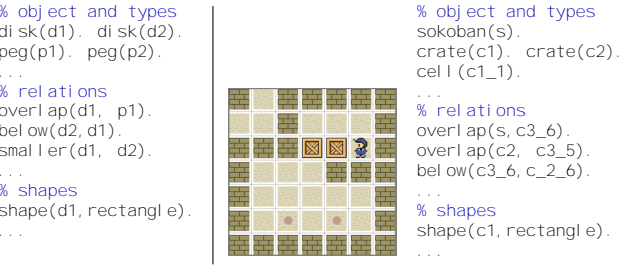 % object and types
disk(d1). disk(d2).
peg(p1). peg(p2).
...
% relations
overlap(d1, p1).
below(d2,d1).
smaller(d1, d2).
...
% shapes
shape(d1,rectangle).
...
% object and types
sokoban(s).
crate(c1). crate(c2).
cell(c1_1).
...
% relations
overlap(s,c3_6).
overlap(c2, c3_5).
below(c3_6,c_2_6).
...
% shapes
shape(c1,rectangle).
...